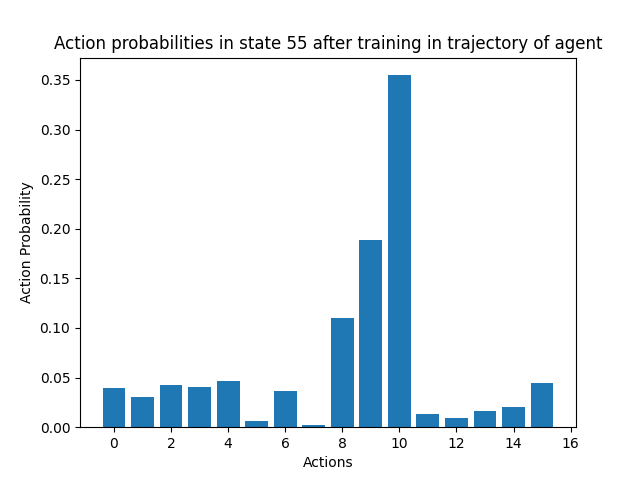 Action probabilities in state 55 after training in trajectory of agent
0.35
0.30
0.25
0.20
0.15
0.10
0.05
0.00
Action Probability
0 2 4 6 8 10 12 14 16
Actions